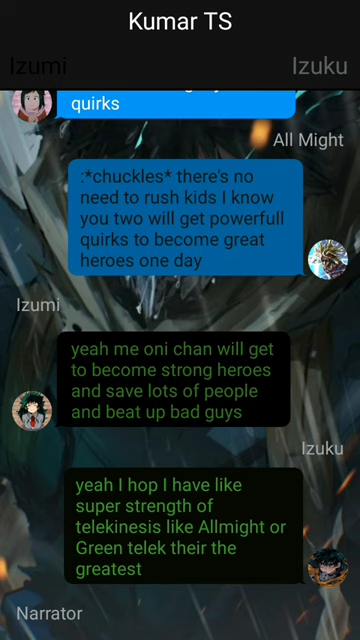 Kumar TS
Izumi
Izuku
quirks
All Might
:*chuckles* there's no
need to rush kids I know
you two will get powerfull
quirks to become great
heroes one day
Izumi
yeah me oni chan will get
to become strong heroes
and save lots of people
and beat up bad guys
Izuku
yeah I hop I have like
super strength of
telekinesis like Allmight or
Green telek their the
greatest
Narrator